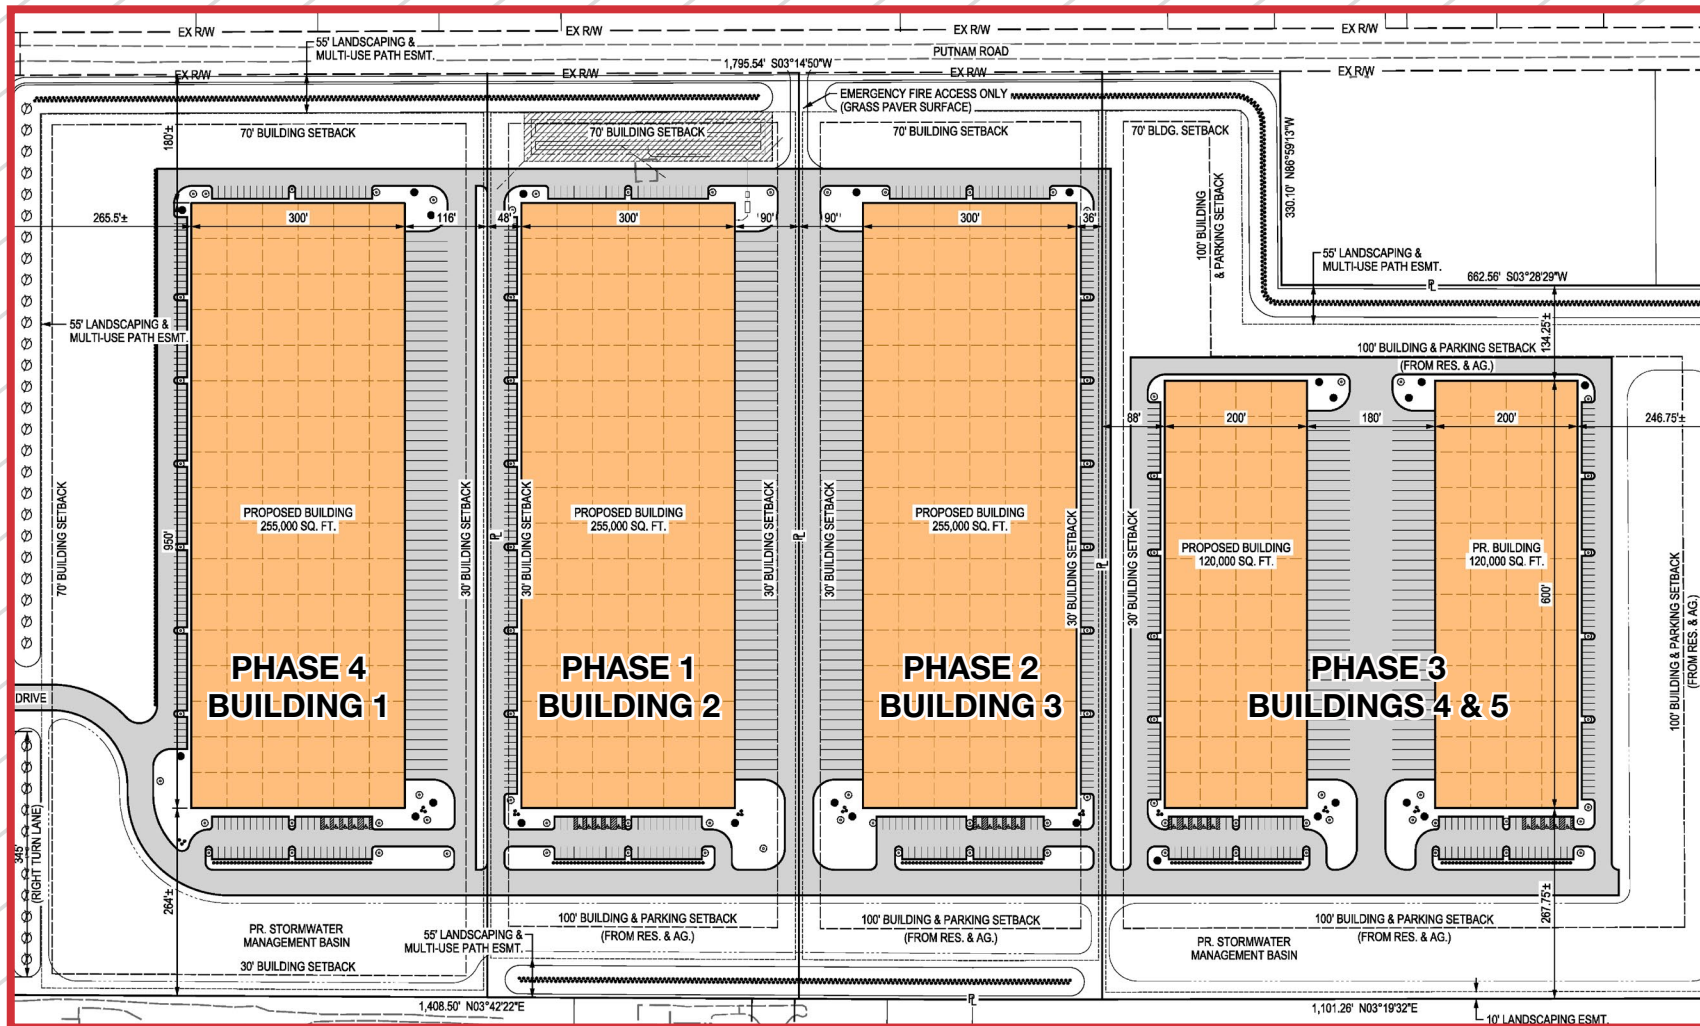 EX R/W
EX R/W
EX R/W
EX R/W
55' LANDSCAPING &
MULTI-USE PATH ESMT.
PUTNAM ROAD
1,795.54' S03°14'50"W
EX R/W
EX R/W
EX R/W
EX R/W
EMERGENCY FIRE ACCESS ONLY
(GRASS PAVER SURFACE)
70' BUILDING SETBACK
70' BUILDING SETBACK
70' BUILDING SETBACK
70' BLDG. SETBACK
180'±
330.10' N86°59'13"W
100' BUILDING
& PARKING SETBACK
265.5'±
300'
116'
48'
300'
90'
90'
300'
36'
55' LANDSCAPING &
MULTI-USE PATH ESMT.
662.56' S03°28'29"W
PL
134.25'±
55' LANDSCAPING &
MULTI-USE PATH ESMT.
100' BUILDING & PARKING SETBACK
(FROM RES. & AG.)
88'
200'
180'
200'
246.75'±
70' BUILDING SETBACK
950'
PROPOSED BUILDING
255,000 SQ. FT.
30' BUILDING SETBACK
PL
30' BUILDING SETBACK
PROPOSED BUILDING
255,000 SQ. FT.
30' BUILDING SETBACK
PL
30' BUILDING SETBACK
PROPOSED BUILDING
255,000 SQ. FT.
30' BUILDING SETBACK
PL
30' BUILDING SETBACK
PROPOSED BUILDING
120,000 SQ. FT.
PR. BUILDING
120,000 SQ. FT.
600'
100' BUILDING & PARKING SETBACK
(FROM RES. & AG.)
PHASE 4
BUILDING 1
PHASE 1
BUILDING 2
PHASE 2
BUILDING 3
PHASE 3
BUILDINGS 4 & 5
DRIVE
345'
(RIGHT TURN LANE)
264'±
267.75'±
PR. STORMWATER
MANAGEMENT BASIN
30' BUILDING SETBACK
55' LANDSCAPING &
MULTI-USE PATH ESMT.
100' BUILDING & PARKING SETBACK
(FROM RES. & AG.)
100' BUILDING & PARKING SETBACK
(FROM RES. & AG.)
100' BUILDING & PARKING SETBACK
(FROM RES. & AG.)
PR. STORMWATER
MANAGEMENT BASIN
1,408.50' N03°42'22"E
PL
1,101.26' N03°19'32"E
10' LANDSCAPING ESMT.